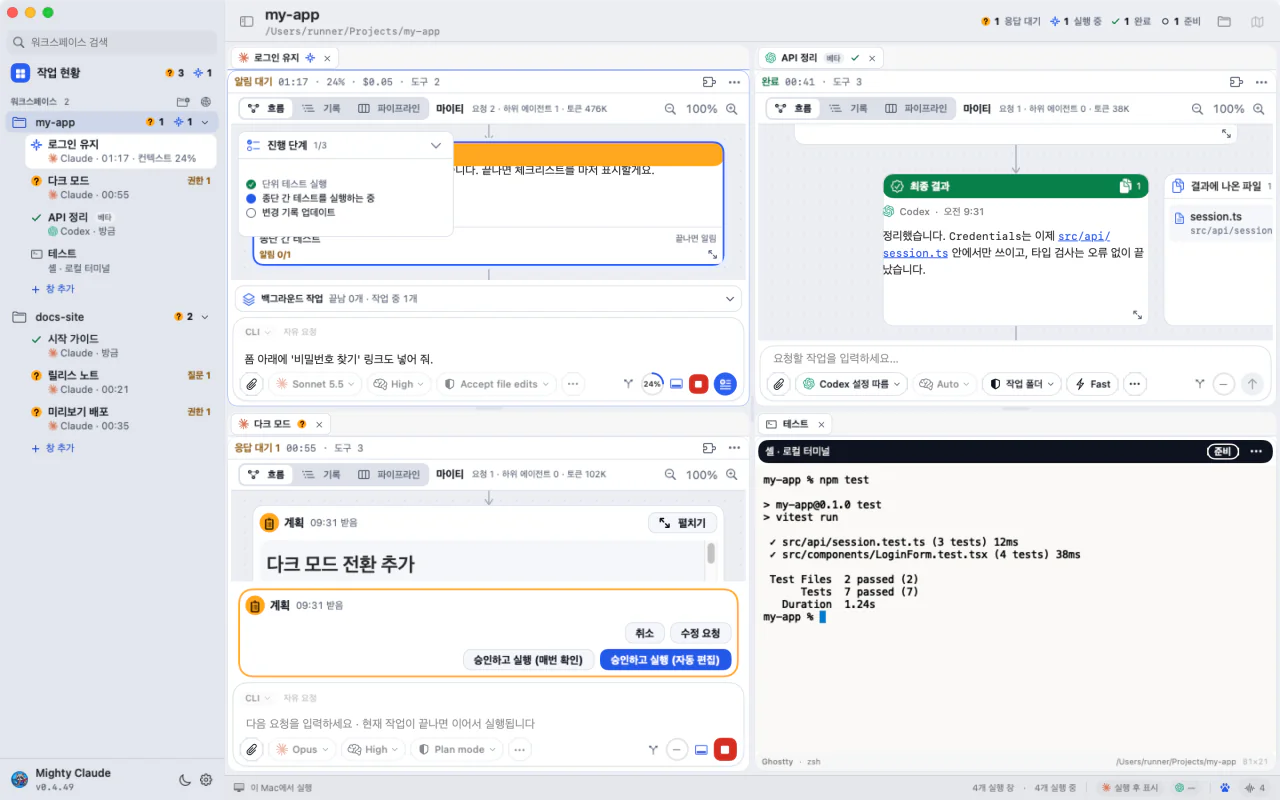 워크스페이스 검색
작업 현황
3
1
워크스페이스 2
my-app
1
1
로그인 유지
Claude · 01:17 · 컨텍스트 24%
다크 모드
권한 1
Claude · 00:55
API 정리 베타
Codex · 방금
테스트
셸 · 로컬 터미널
+ 창 추가
docs-site
2
시작 가이드
Claude · 방금
릴리스 노트
질문 1
Claude · 00:21
미리보기 배포
권한 1
Claude · 00:35
+ 창 추가
Mighty Claude
v0.4.49
my-app
/Users/runner/Projects/my-app
1 응답 대기
1 실행 중
1 완료
1 준비
로그인 유지
알림 대기 01:17 · 24% · $0.05 · 도구 2
흐름
기록
파이프라인
마이티
요청 2 · 하위 에이전트 1 · 토큰 476K
100%
진행 단계 1/3
단위 테스트 실행
종단 간 테스트를 실행하는 중
변경 기록 업데이트
니다. 끝나면 체크리스트를 마저 표시할게요.
종단 간 테스트
끝나면 알림
알림 0/1
백그라운드 작업 끝남 0개 · 작업 중 1개
CLI
자유 요청
폼 아래에 '비밀번호 찾기' 링크도 넣어 줘.
Sonnet 5.5
High
Accept file edits
24%
API 정리 베타
완료 00:41 · 도구 3
흐름
기록
파이프라인
마이티
요청 1 · 하위 에이전트 0 · 토큰 38K
100%
최종 결과
1
Codex · 오전 9:31
정리했습니다. Credentials는 이제 src/api/
session.ts 안에서만 쓰이고, 타입 검사는 오류 없이 끝
났습니다.
결과에 나온 파일 1
session.ts
src/api/session
요청할 작업을 입력하세요...
Codex 설정 따름
Auto
작업 폴더
Fast
다크 모드
응답 대기 1 00:55 · 도구 3
흐름
기록
파이프라인
마이티
요청 1 · 하위 에이전트 0 · 토큰 102K
100%
계획 09:31 받음
펼치기
다크 모드 전환 추가
계획 09:31 받음
취소
수정 요청
승인하고 실행 (매번 확인)
승인하고 실행 (자동 편집)
CLI
자유 요청
다음 요청을 입력하세요 · 현재 작업이 끝나면 이어서 실행됩니다
Opus
High
Plan mode
테스트
셸 · 로컬 터미널
준비
my-app % npm test
> my-app@0.1.0 test
> vitest run
✓ src/api/session.test.ts (3 tests) 12ms
✓ src/components/LoginForm.test.tsx (4 tests) 38ms
Test Files 2 passed (2)
Tests 7 passed (7)
Duration 1.24s
my-app %
Ghostty · zsh
/Users/runner/Projects/my-app 81×21
이 Mac에서 실행
4개 실행 창 · 4개 실행 중
실행 후 표시
4